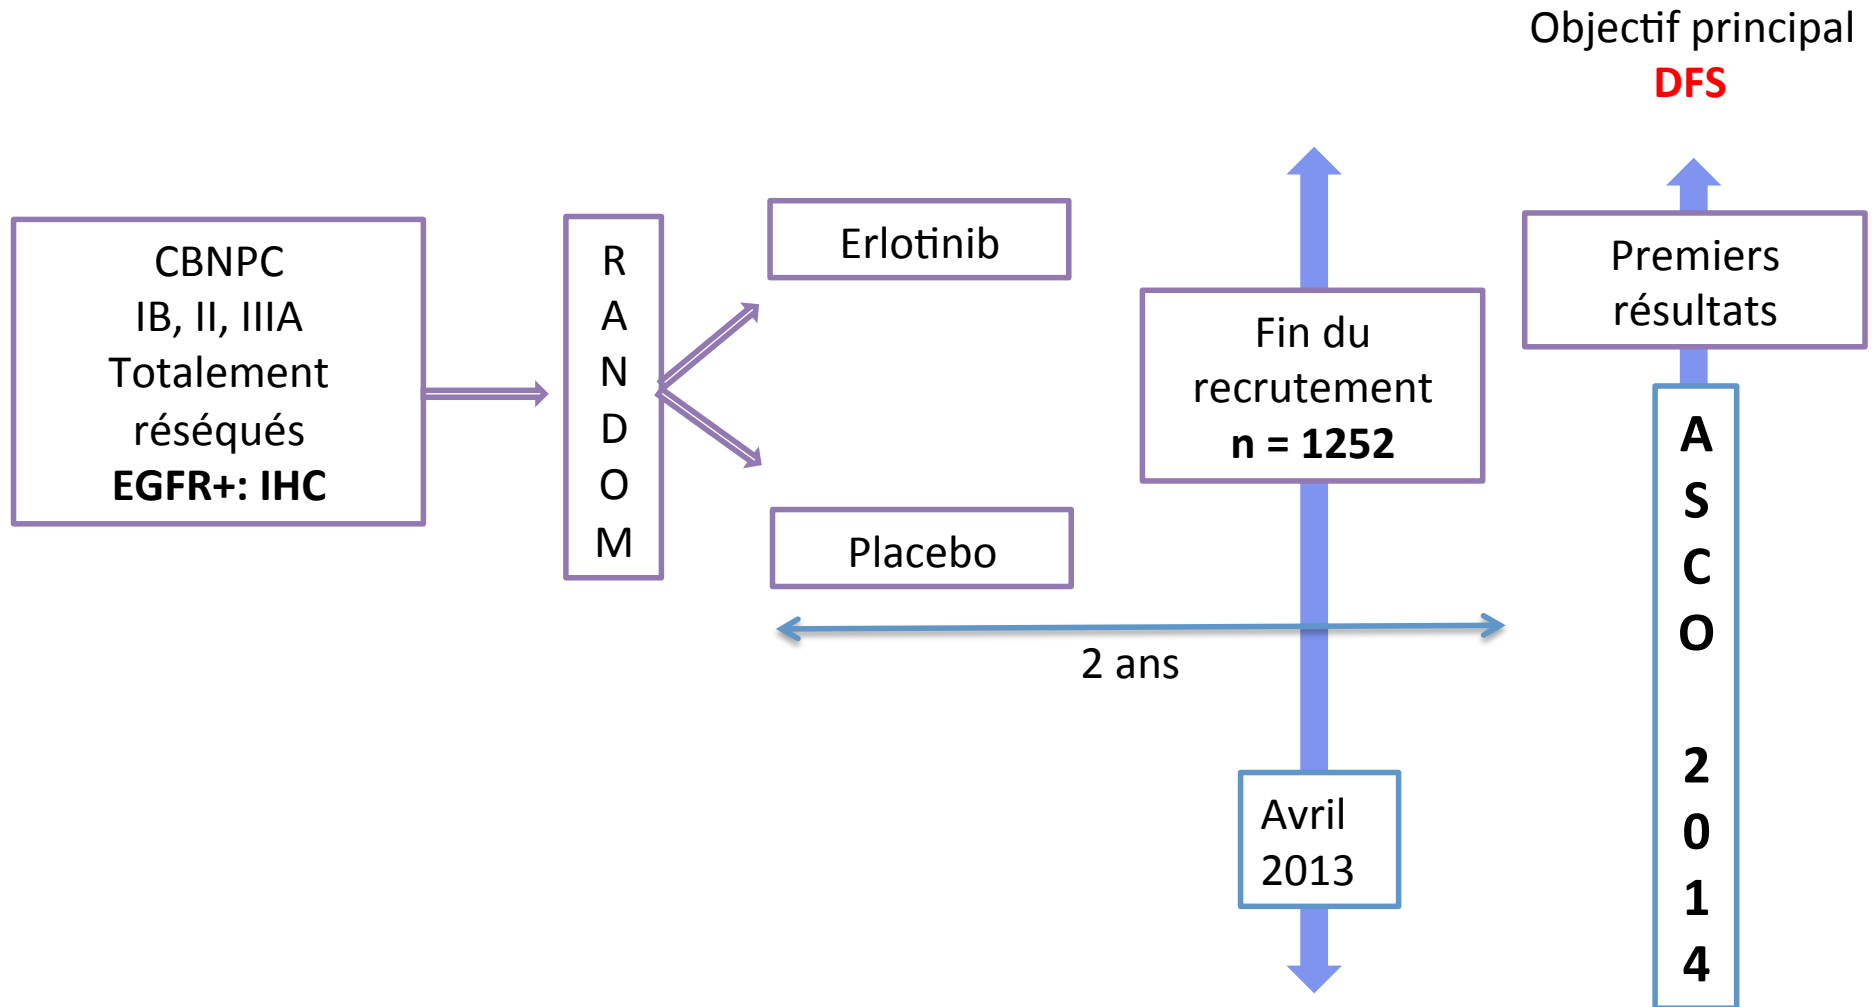 Objectif principal
DFS
CBNPC
IB, II, IIIA
Totalement
réséqués
EGFR+: IHC
R
A
N
D
O
M
Erlotinib
Placebo
2 ans
Fin du
recrutement
n = 1252
Avril
2013
Premiers
résultats
A
S
C
O
2
0
1
4